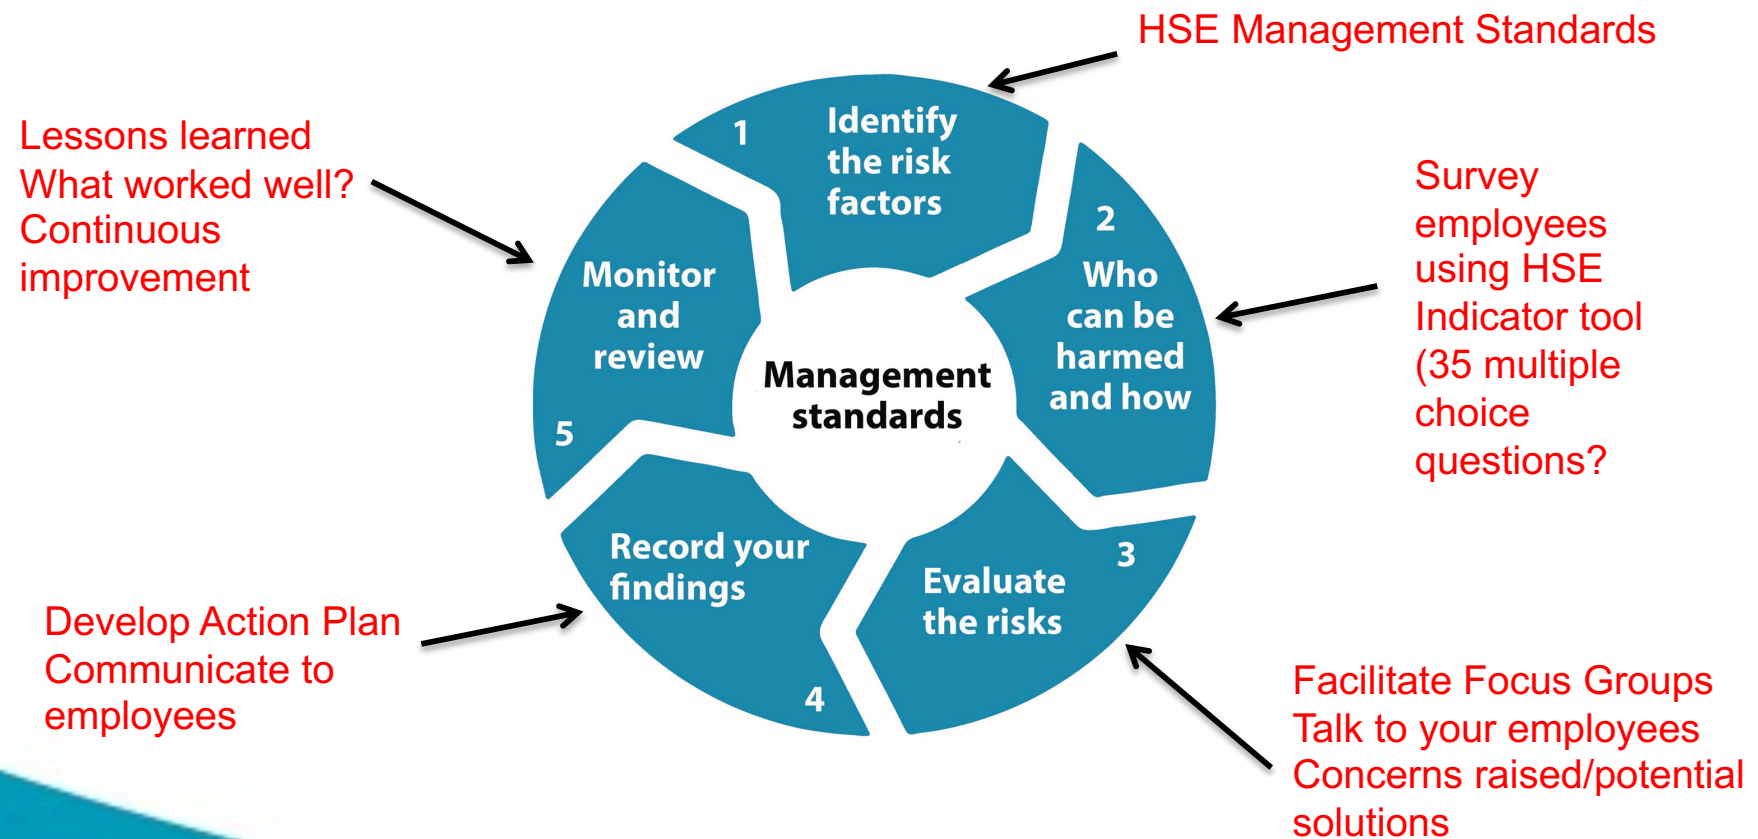 HSE Management Standards
1
Identify
the risk
factors
2
Who
can be
harmed
and how
Survey
employees
using HSE
Indicator tool
(35 multiple
choice
questions?
3
Evaluate
the risks
Facilitate Focus Groups
Talk to your employees
Concerns raised/potential
solutions
Record your
findings
4
Develop Action Plan
Communicate to
employees
Monitor
and
review
5
Lessons learned
What worked well?
Continuous
improvement
Management
standards